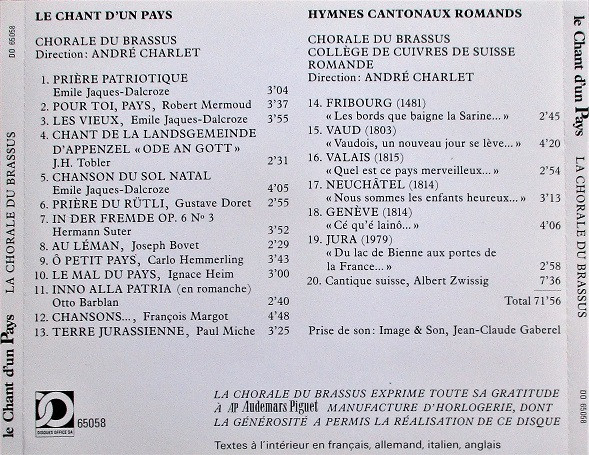 LE CHANT D'UN PAYS
CHORALE DU BRASSUS
Direction: ANDRÉ CHARLET
1. PRIÈRE PATRIOTIQUE
Emile Jaques-Dalcroze 3'04
2. POUR TOI, PAYS, Robert Mermoud 3'37
3. LES VIEUX, Emile Jaques-Dalcroze 3'55
4. CHANT DE LA LANDSGEMEINDE
D'APPENZELL « ODE AN GOTT »
J.H. Tobler 2'31
5. CHANSON DU SOL NATAL
Emile Jaques-Dalcroze 4'05
6. PRIÈRE DU RÜTLI, Gustave Doret 2'55
7. IN DER FREMDE OP. 6 Nº 3
Hermann Suter 3'52
8. AU LÉMAN, Joseph Bovet 2'29
9. Ô PETIT PAYS, Carlo Hemmerling 3'43
10. LE MAL DU PAYS, Ignace Heim 3'00
11. INNO ALLA PATRIA (en romanche)
Otto Barblan 2'40
12. CHANSONS..., François Margot 4'48
13. TERRE JURASSIENNE, Paul Miche 3'25
HYMNES CANTONAUX ROMANDS
CHORALE DU BRASSUS
COLLÈGE DE CUIVRES DE SUISSE
ROMANDE
Direction: ANDRÉ CHARLET
14. FRIBOURG (1481)
« Les bords que baigne la Sarine... » 2'45
15. VAUD (1803)
« Vaudois, un nouveau jour se lève... » 4'20
16. VALAIS (1815)
« Quel est ce pays merveilleux... » 2'54
17. NEUCHÂTEL (1814)
« Nous sommes les enfants heureux... » 3'13
18. GENÈVE (1814)
« Cé qu'é lainô... » 4'06
19. JURA (1979)
« Du lac de Bienne aux portes de
la France... » 2'58
20. Cantique suisse, Albert Zwissig 7'36
Total 71'56
Prise de son: Image & Son, Jean-Claude Gaberel
DISQUES OFFICE SA
65058
LA CHORALE DU BRASSUS EXPRIME TOUTE SA GRATITUDE
À AP Audemars Piguet MANUFACTURE D'HORLOGERIE, DONT
LA GÉNÉROSITÉ A PERMIS LA RÉALISATION DE CE DISQUE
Textes à l'intérieur en français, allemand, italien, anglais
le Chant d'un Pays LA CHORALE DU BRASSUS DO 65058
le Chant d'un Pays LA CHORALE DU BRASSUS DO 65058